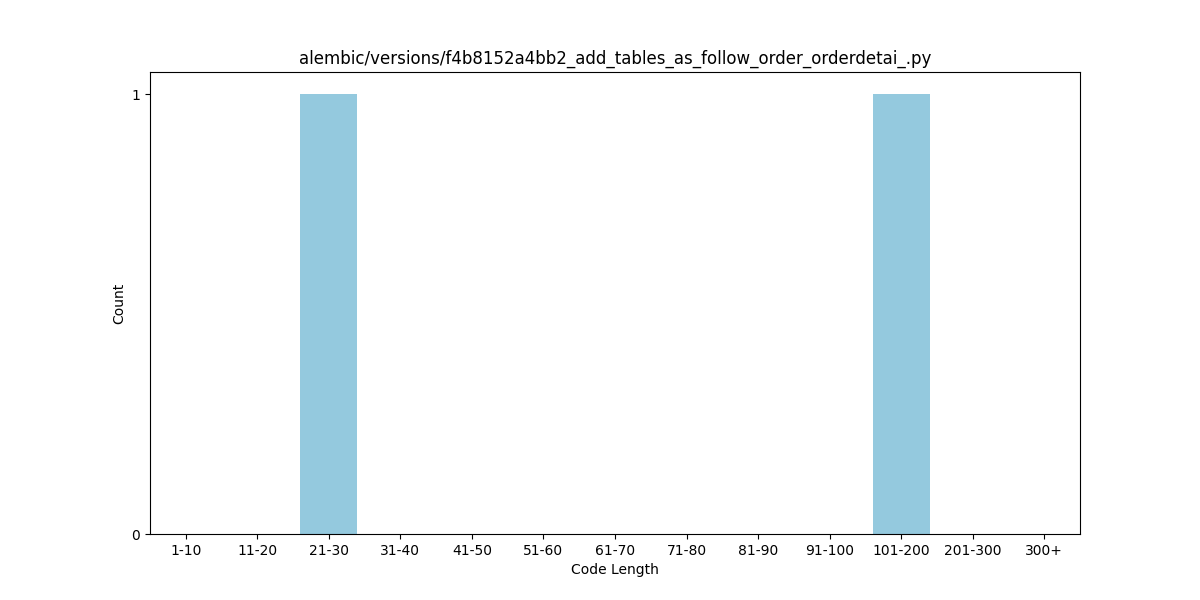 alembic/versions/f4b8152a4bb2_add_tables_as_follow_order_orderdetai_.py
1
Count
0
1-10 11-20 21-30 31-40 41-50 51-60 61-70 71-80 81-90 91-100 101-200 201-300 300+
Code Length